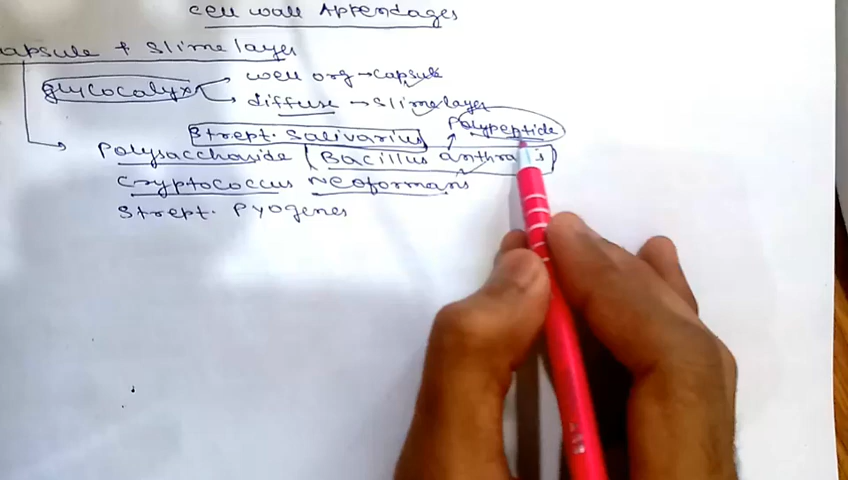 Cell wall Appendages
apsule + Slime layer
glycocalyx well org → Capsule
diffuse → Slime layer
Strept. Salivarius Polypeptide
Polysaccharide (Bacillus anthracis
Cryptococcus Neoformans
Strept. Pyogenes